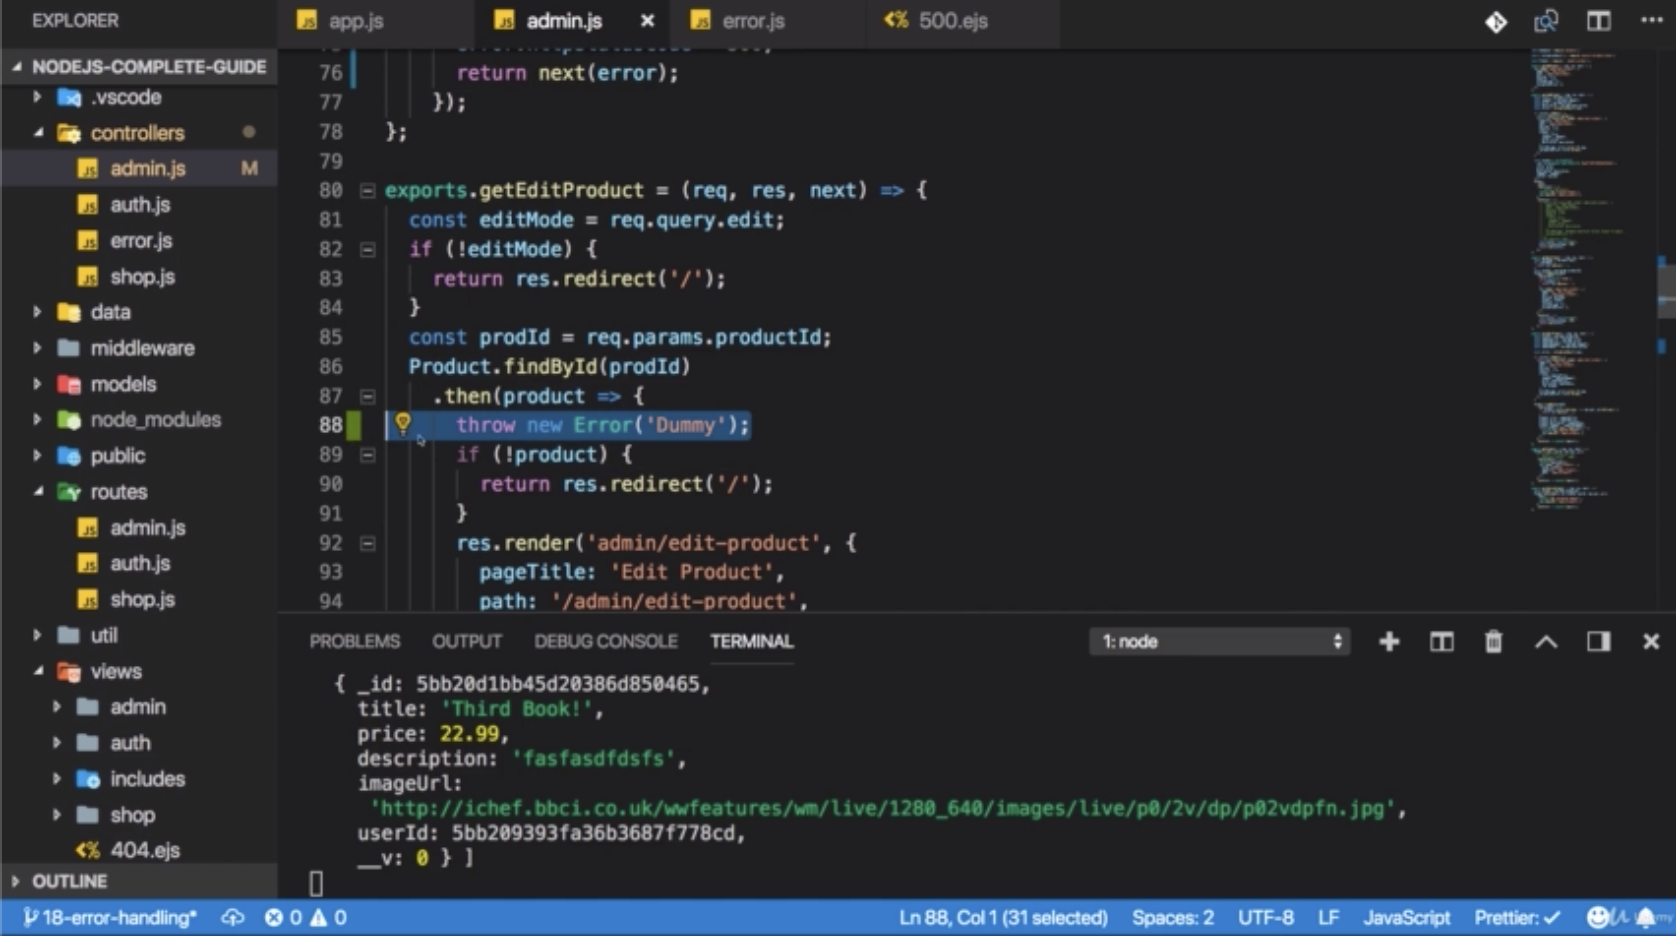 EXPLORER
app.js
admin.js
error.js
500.ejs
NODEJS-COMPLETE-GUIDE
.vscode
controllers
admin.js M
auth.js
error.js
shop.js
data
middleware
models
node_modules
public
routes
admin.js
auth.js
shop.js
util
views
admin
auth
includes
shop
404.ejs
OUTLINE
76 return next(error);
77 });
78 };
79
80 exports.getEditProduct = (req, res, next) => {
81 const editMode = req.query.edit;
82 if (!editMode) {
83 return res.redirect('/');
84 }
85 const prodId = req.params.productId;
86 Product.findById(prodId)
87 .then(product => {
88 throw new Error('Dummy');
89 if (!product) {
90 return res.redirect('/');
91 }
92 res.render('admin/edit-product', {
93 pageTitle: 'Edit Product',
94 path: '/admin/edit-product',
PROBLEMS OUTPUT DEBUG CONSOLE TERMINAL 1: node
{ _id: 5bb20d1bb45d20386d850465,
title: 'Third Book!',
price: 22.99,
description: 'fasfasdfdsfs',
imageUrl:
'http://ichef.bbci.co.uk/wwfeatures/wm/live/1280_640/images/live/p0/2v/dp/p02vdpfn.jpg',
userId: 5bb209393fa36b3687f778cd,
__v: 0 } ]
18-error-handling* 0 0 Ln 88, Col 1 (31 selected) Spaces: 2 UTF-8 LF JavaScript Prettier: ✓